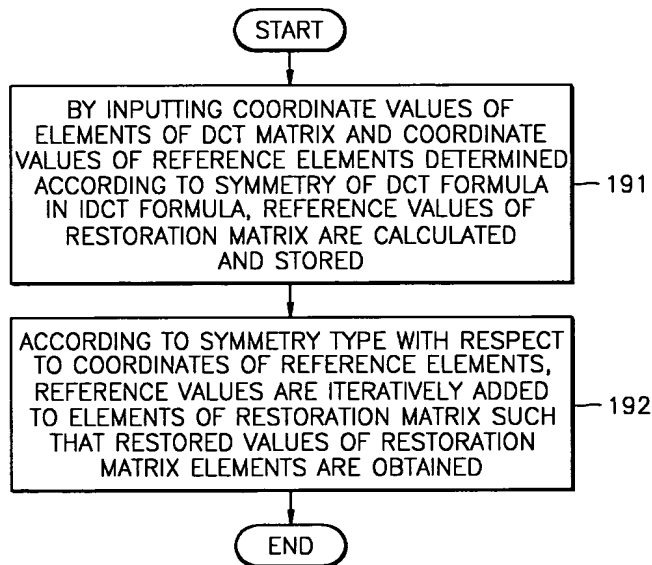 START
BY INPUTTING COORDINATE VALUES OF
ELEMENTS OF DCT MATRIX AND COORDINATE
VALUES OF REFERENCE ELEMENTS DETERMINED
ACCORDING TO SYMMETRY OF DCT FORMULA
IN IDCT FORMULA, REFERENCE VALUES OF
RESTORATION MATRIX ARE CALCULATED
AND STORED
191
ACCORDING TO SYMMETRY TYPE WITH RESPECT
TO COORDINATES OF REFERENCE ELEMENTS,
REFERENCE VALUES ARE ITERATIVELY ADDED
TO ELEMENTS OF RESTORATION MATRIX SUCH
THAT RESTORED VALUES OF RESTORATION
MATRIX ELEMENTS ARE OBTAINED
192
END